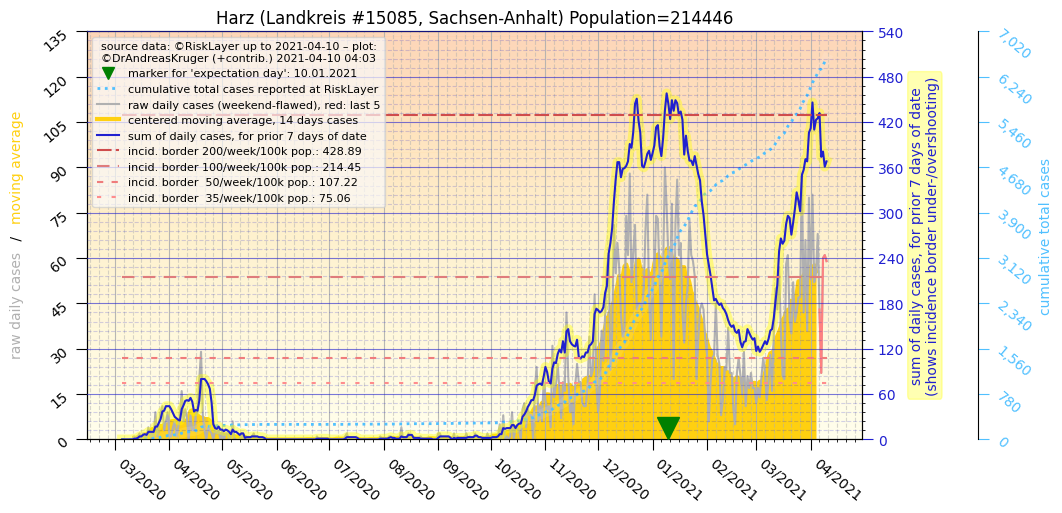 Harz (Landkreis #15085, Sachsen-Anhalt) Population=214446
source data: ©RiskLayer up to 2021-04-10 – plot:
©DrAndreasKruger (+contrib.) 2021-04-10 04:03
marker for 'expectation day': 10.01.2021
cumulative total cases reported at RiskLayer
raw daily cases (weekend-flawed), red: last 5
centered moving average, 14 days cases
sum of daily cases, for prior 7 days of date
incid. border 200/week/100k pop.: 428.89
incid. border 100/week/100k pop.: 214.45
incid. border  50/week/100k pop.: 107.22
incid. border  35/week/100k pop.: 75.06
raw daily cases  /  moving average
135
120
105
90
75
60
45
30
15
0
03/2020
04/2020
05/2020
06/2020
07/2020
08/2020
09/2020
10/2020
11/2020
12/2020
01/2021
02/2021
03/2021
04/2021
540
480
420
360
300
240
180
120
60
0
sum of daily cases, for prior 7 days of date
(shows incidence border under-/overshooting)
7,020
6,240
5,460
4,680
3,900
3,120
2,340
1,560
780
0
cumulative total cases